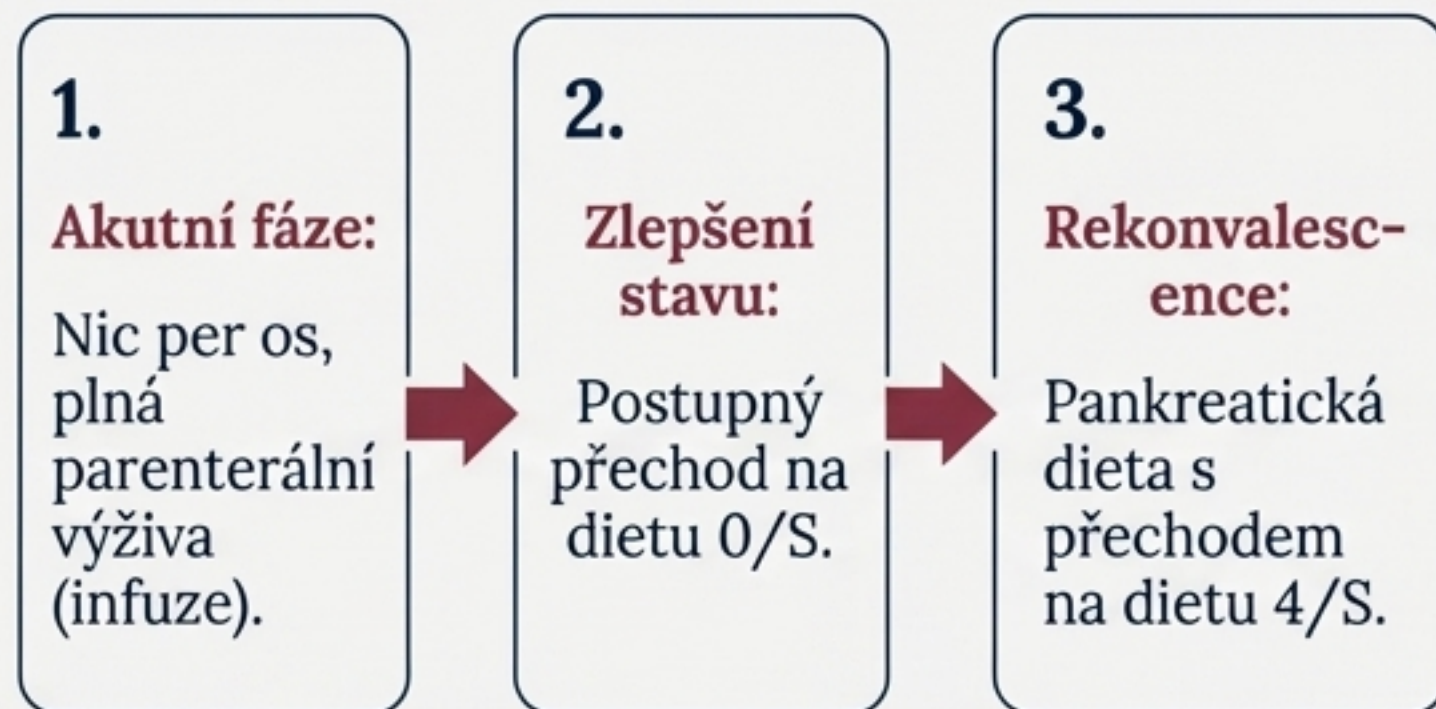 1.
Akutní fáze:
Nic per os,
plná
parenterální
výživa
(infuze).
2.
Zlepšení
stavu:
Postupný
přechod na
dietu 0/S.
3.
Rekonvalesc-
ence:
Pankreatická
dieta s
přechodem
na dietu 4/S.